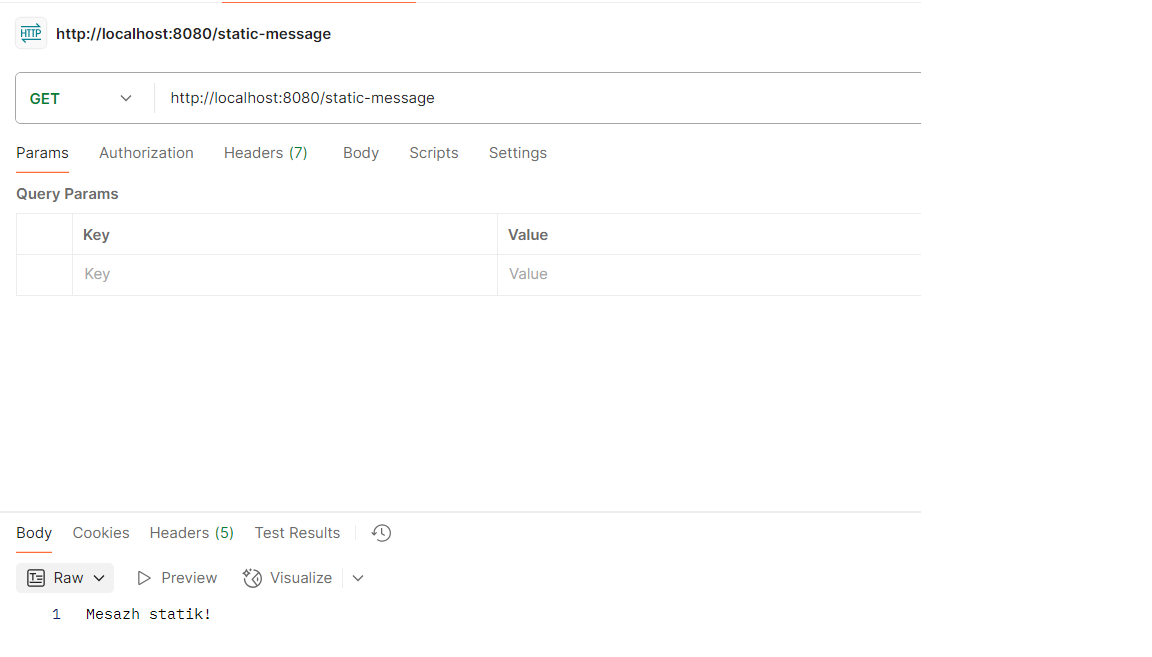 HTTP http://localhost:8080/static-message
GET http://localhost:8080/static-message
Params Authorization Headers (7) Body Scripts Settings
Query Params
Key Value
Key Value
Body Cookies Headers (5) Test Results
Raw Preview Visualize
1 Mesazh statik!